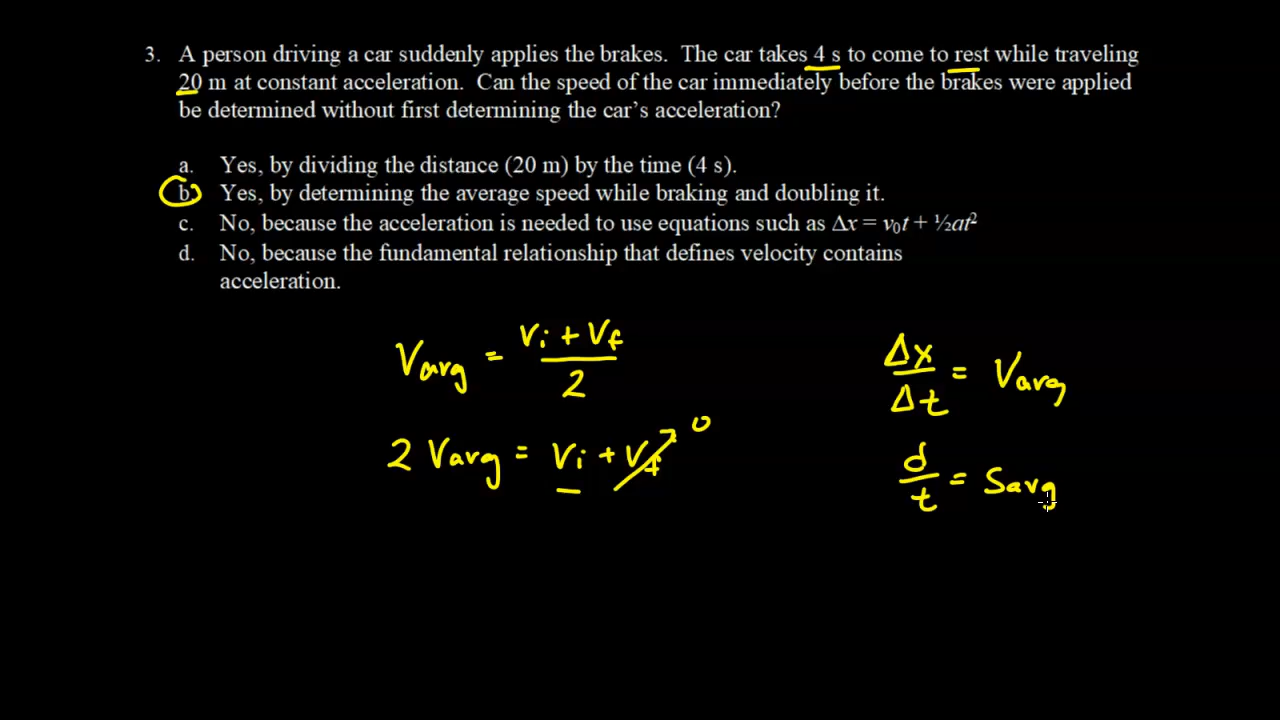 3. A person driving a car suddenly applies the brakes. The car takes 4 s to come to rest while traveling
20 m at constant acceleration. Can the speed of the car immediately before the brakes were applied
be determined without first determining the car's acceleration?
a. Yes, by dividing the distance (20 m) by the time (4 s).
b. Yes, by determining the average speed while braking and doubling it.
c. No, because the acceleration is needed to use equations such as Δx = v₀t + ½at²
d. No, because the fundamental relationship that defines velocity contains
acceleration.
Vavg = (Vi + Vf)/2
2 Vavg = Vi + Vf → 0
Δx/Δt = Vavg
d/t = Savg